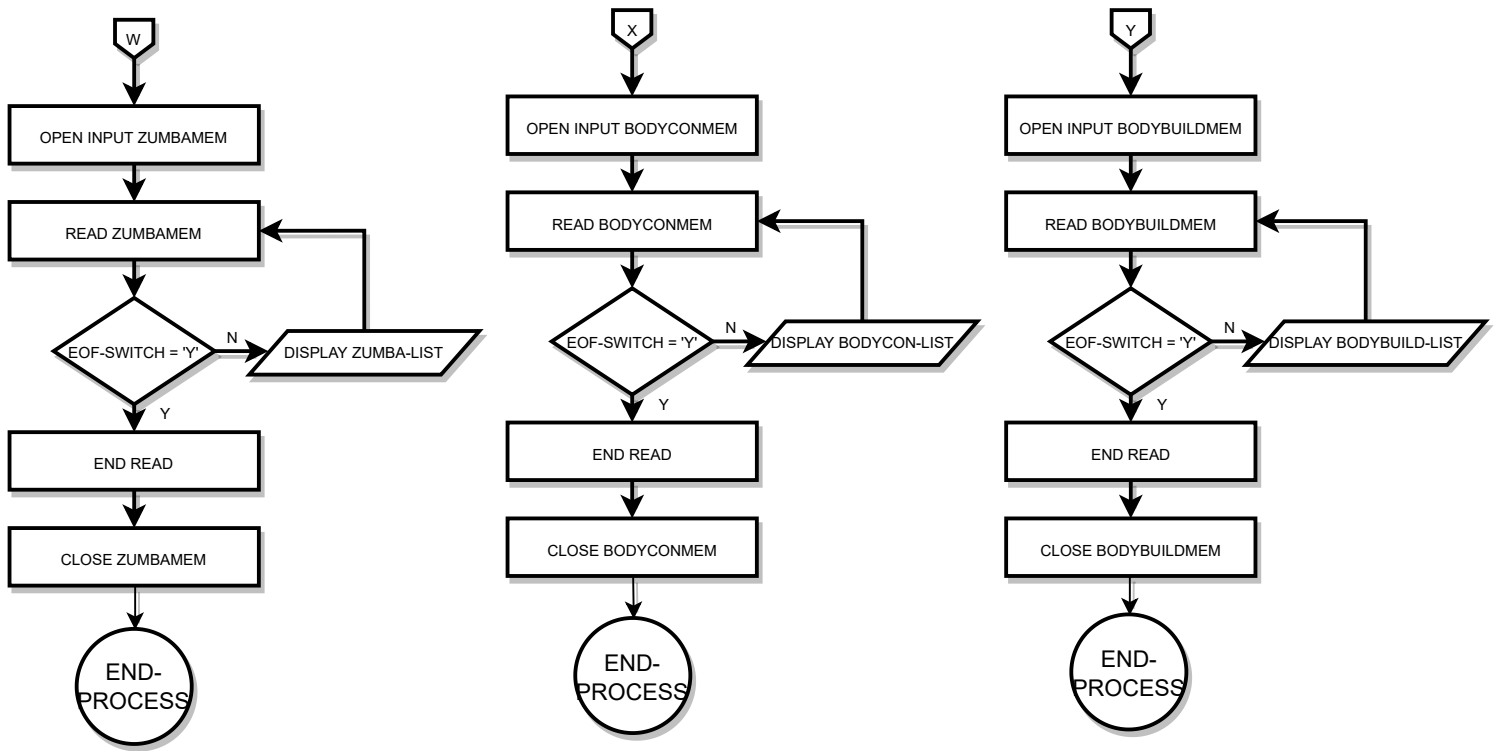 W
OPEN INPUT ZUMBAMEM
READ ZUMBAMEM
EOF-SWITCH = 'Y'
N
DISPLAY ZUMBA-LIST
Y
END READ
CLOSE ZUMBAMEM
END-
PROCESS
X
OPEN INPUT BODYCONMEM
READ BODYCONMEM
EOF-SWITCH = 'Y'
N
DISPLAY BODYCON-LIST
Y
END READ
CLOSE BODYCONMEM
END-
PROCESS
Y
OPEN INPUT BODYBUILDMEM
READ BODYBUILDMEM
EOF-SWITCH = 'Y'
N
DISPLAY BODYBUILD-LIST
Y
END READ
CLOSE BODYBUILDMEM
END-
PROCESS